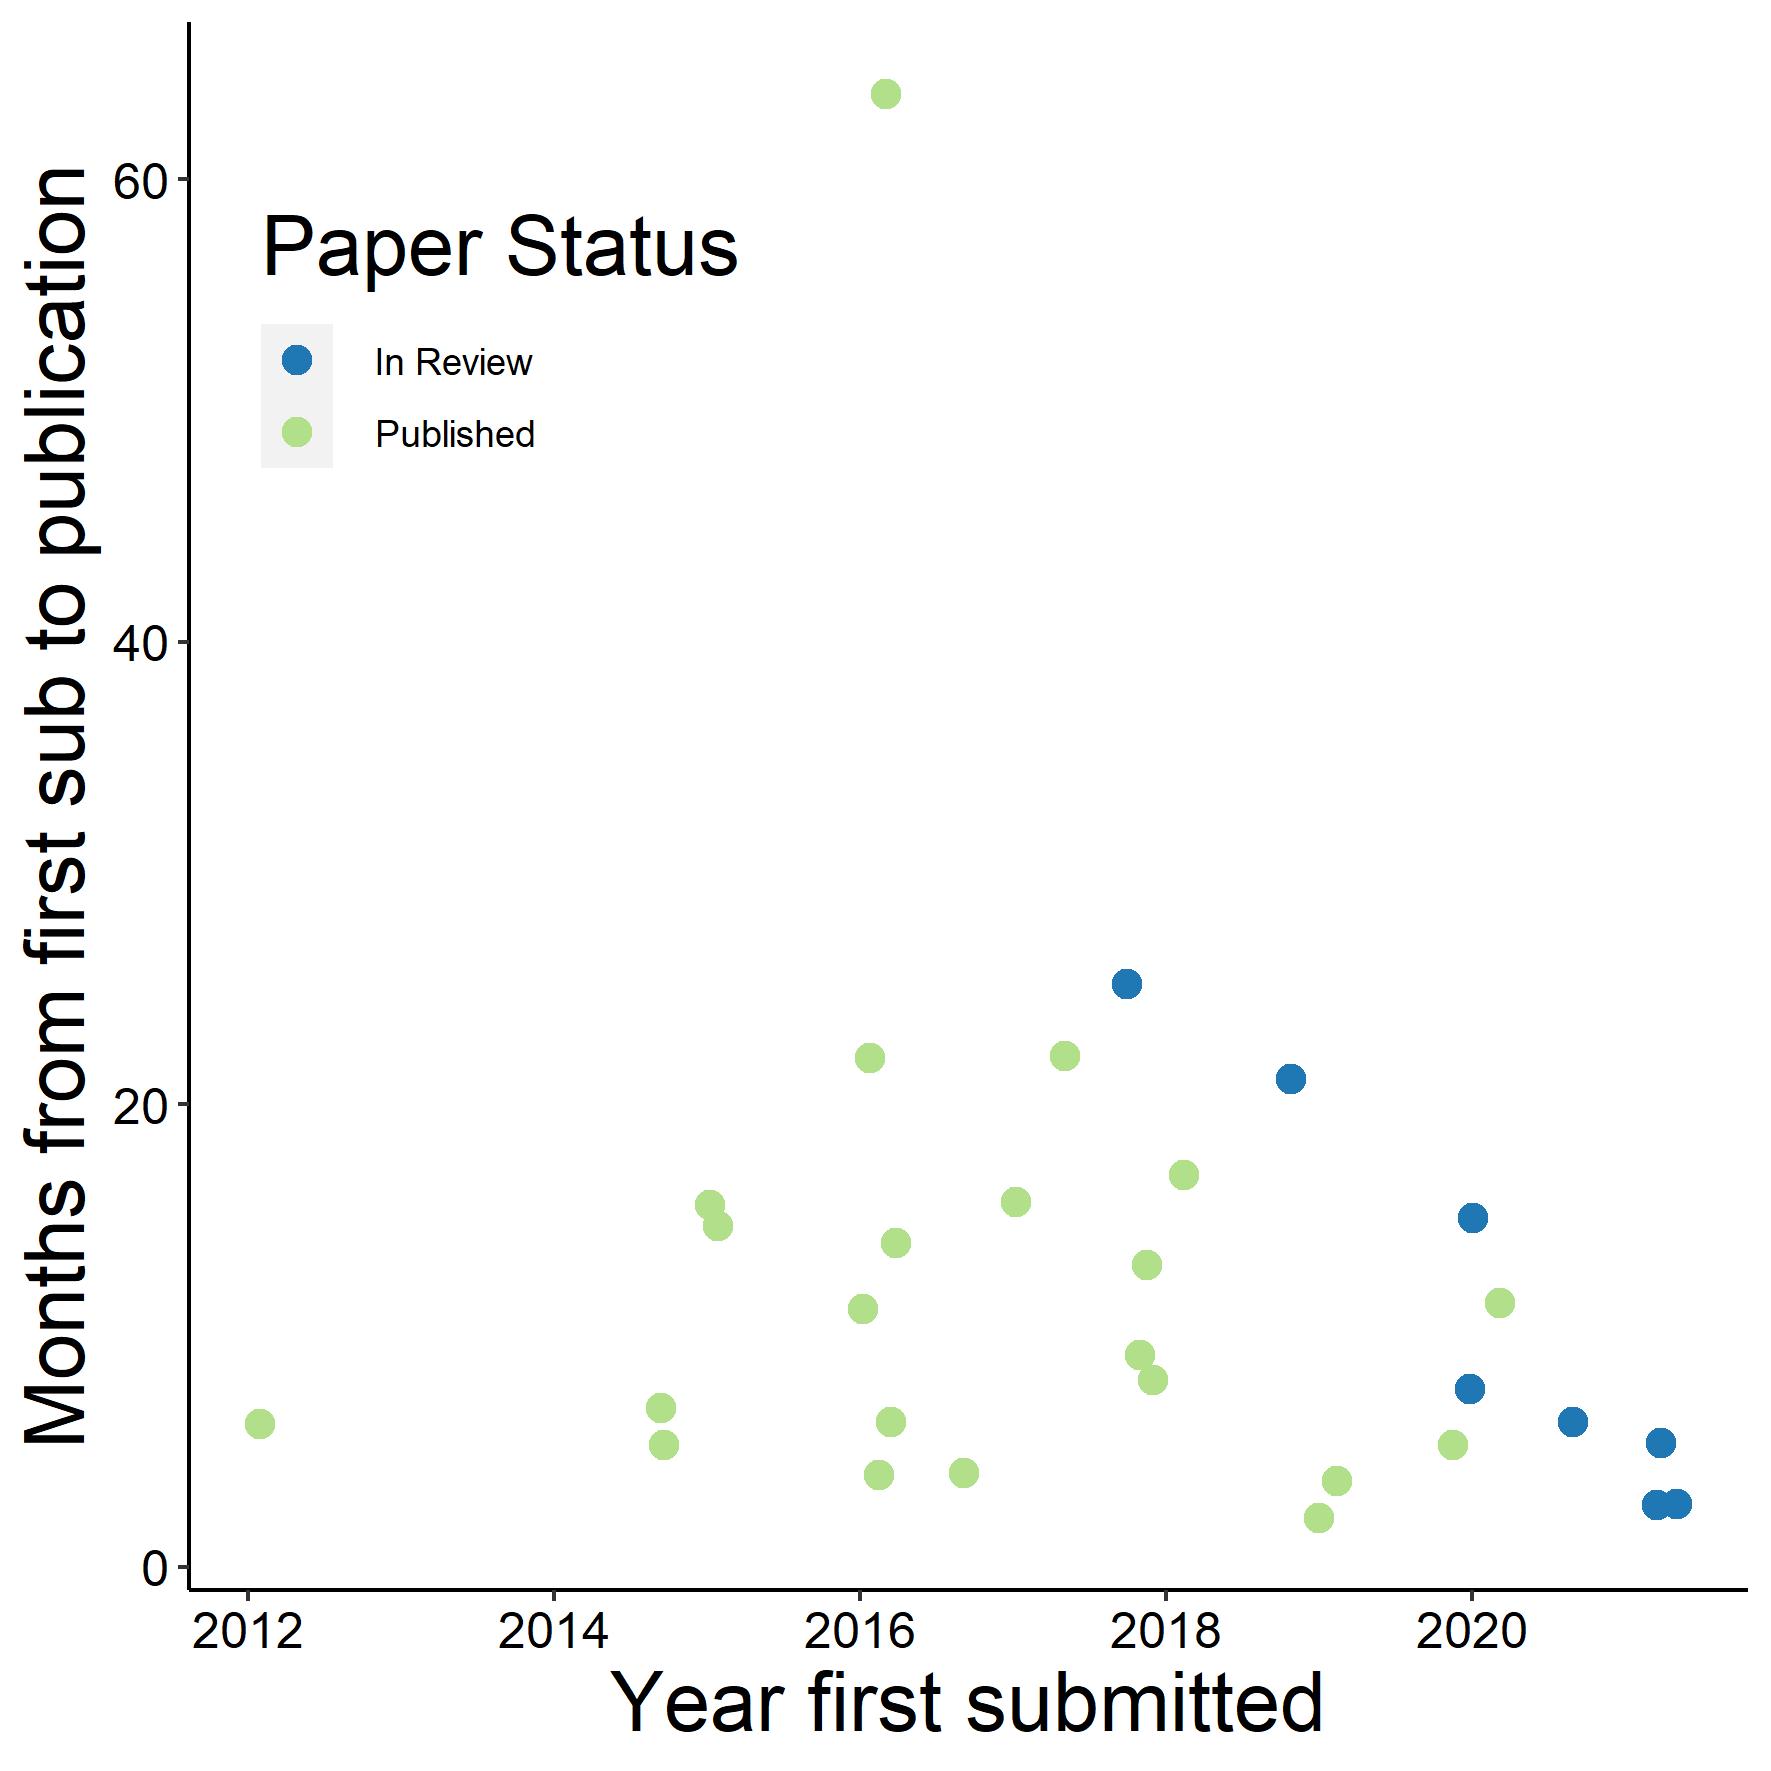 60
Paper Status
In Review
Published
40
20
0
2012 2014 2016 2018 2020
Year first submitted
Months from first sub to publication